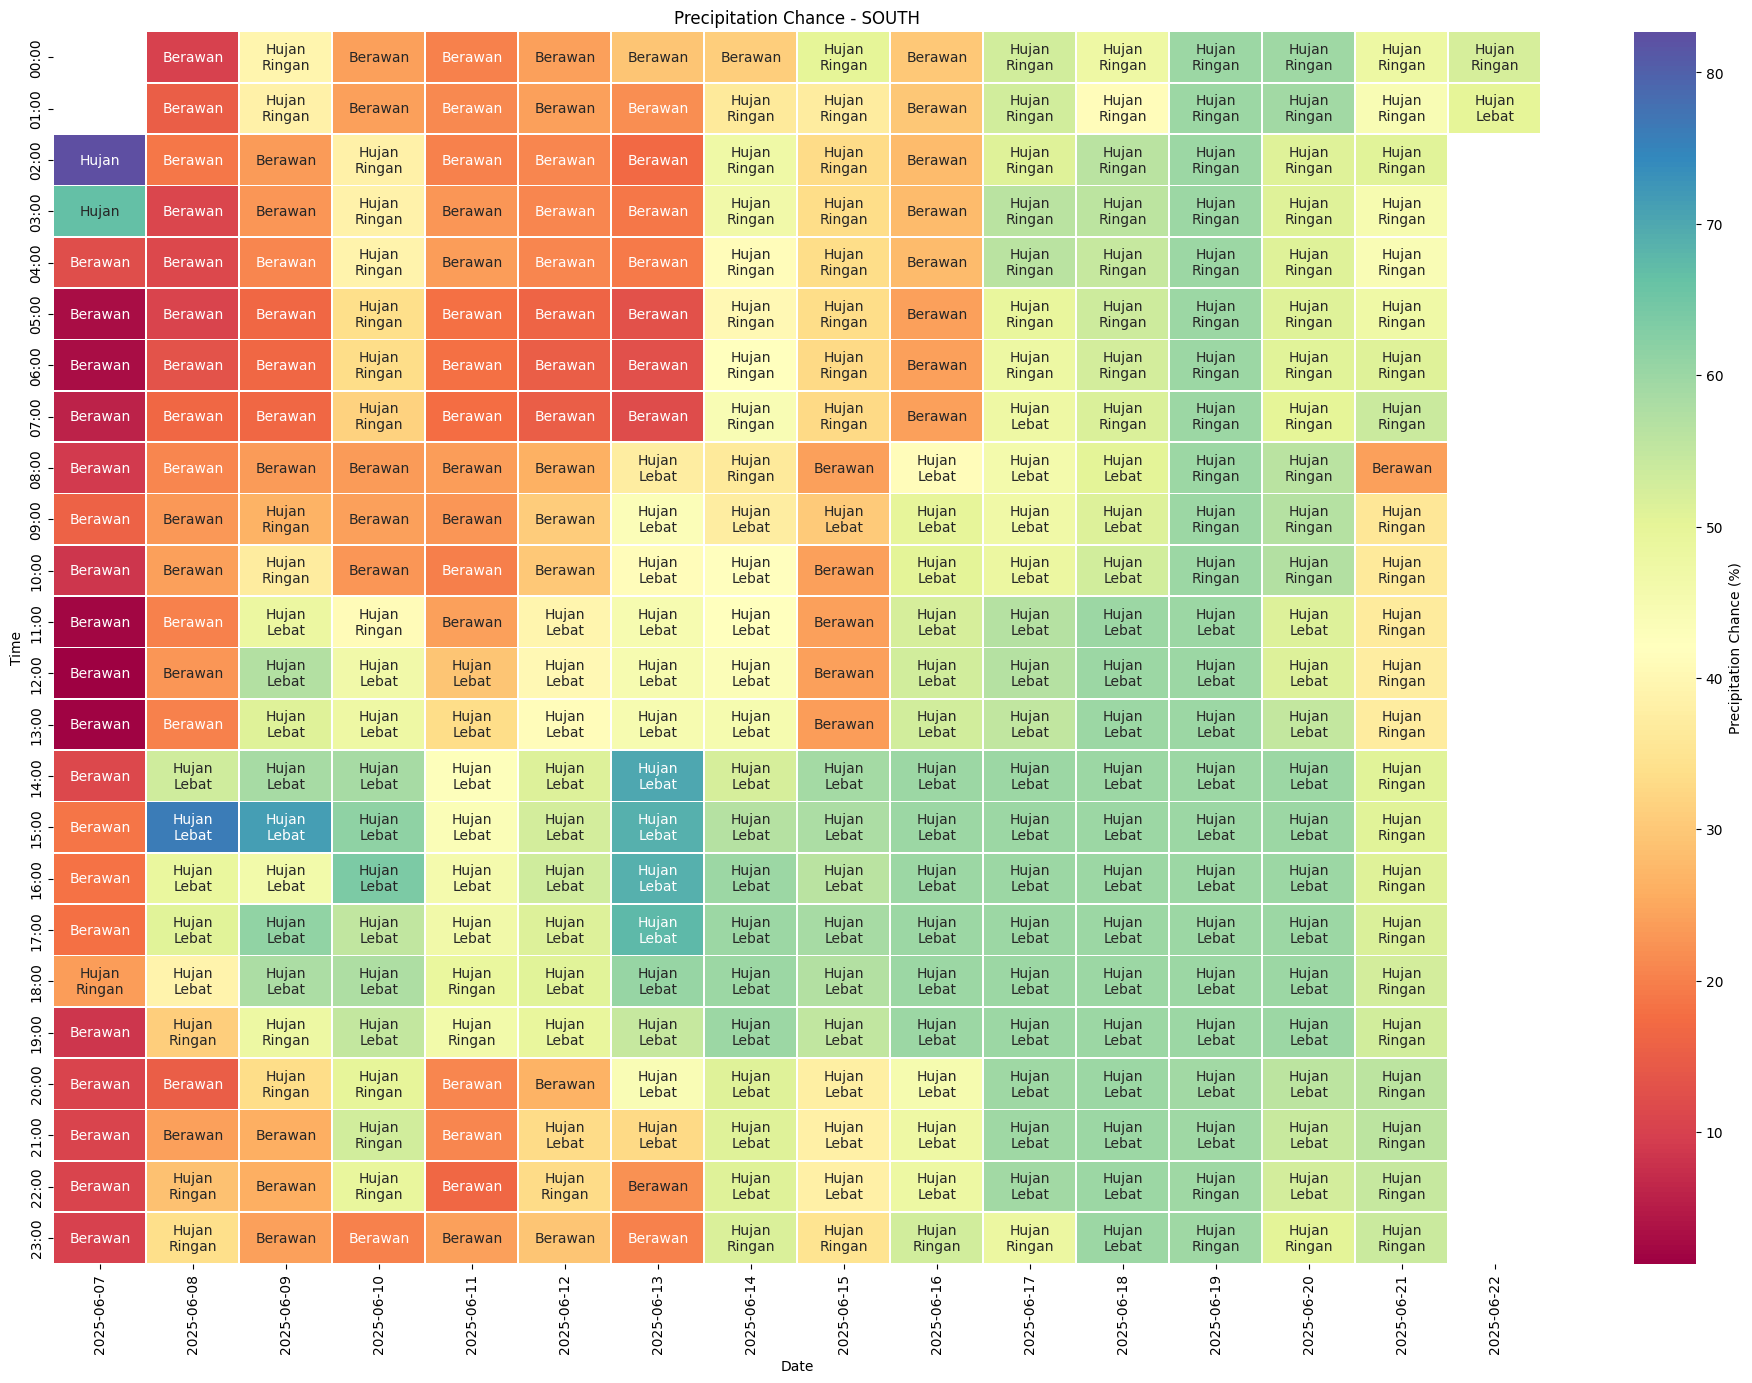 Precipitation Chance - SOUTH
00:00 Berawan Hujan Ringan Berawan Berawan Berawan Berawan Berawan Hujan Ringan Berawan Hujan Ringan Hujan Ringan Hujan Ringan Hujan Ringan Hujan Ringan Hujan Ringan
01:00 Berawan Hujan Ringan Berawan Berawan Berawan Berawan Hujan Ringan Hujan Ringan Berawan Hujan Ringan Hujan Ringan Hujan Ringan Hujan Ringan Hujan Ringan Hujan Lebat
02:00 Hujan Berawan Berawan Hujan Ringan Berawan Berawan Berawan Hujan Ringan Hujan Ringan Berawan Hujan Ringan Hujan Ringan Hujan Ringan Hujan Ringan Hujan Ringan
03:00 Hujan Berawan Berawan Hujan Ringan Berawan Berawan Berawan Hujan Ringan Hujan Ringan Berawan Hujan Ringan Hujan Ringan Hujan Ringan Hujan Ringan Hujan Ringan
04:00 Berawan Berawan Berawan Hujan Ringan Berawan Berawan Berawan Hujan Ringan Hujan Ringan Berawan Hujan Ringan Hujan Ringan Hujan Ringan Hujan Ringan Hujan Ringan
05:00 Berawan Berawan Berawan Hujan Ringan Berawan Berawan Berawan Hujan Ringan Hujan Ringan Berawan Hujan Ringan Hujan Ringan Hujan Ringan Hujan Ringan Hujan Ringan
06:00 Berawan Berawan Berawan Hujan Ringan Berawan Berawan Berawan Hujan Ringan Hujan Ringan Berawan Hujan Ringan Hujan Ringan Hujan Ringan Hujan Ringan Hujan Ringan
07:00 Berawan Berawan Berawan Hujan Ringan Berawan Berawan Berawan Hujan Ringan Hujan Ringan Berawan Hujan Lebat Hujan Ringan Hujan Ringan Hujan Ringan Hujan Ringan
08:00 Berawan Berawan Berawan Berawan Berawan Berawan Hujan Lebat Hujan Ringan Berawan Hujan Lebat Hujan Lebat Hujan Lebat Hujan Ringan Hujan Ringan Berawan
09:00 Berawan Berawan Hujan Ringan Berawan Berawan Berawan Hujan Lebat Hujan Lebat Hujan Lebat Hujan Lebat Hujan Lebat Hujan Lebat Hujan Ringan Hujan Ringan Hujan Ringan
10:00 Berawan Berawan Hujan Ringan Berawan Berawan Berawan Hujan Lebat Hujan Lebat Berawan Hujan Lebat Hujan Lebat Hujan Lebat Hujan Ringan Hujan Ringan Hujan Ringan
11:00 Berawan Berawan Hujan Lebat Hujan Ringan Berawan Hujan Lebat Hujan Lebat Hujan Lebat Berawan Hujan Lebat Hujan Lebat Hujan Lebat Hujan Lebat Hujan Lebat Hujan Ringan
12:00 Berawan Berawan Hujan Lebat Hujan Lebat Hujan Lebat Hujan Lebat Hujan Lebat Hujan Lebat Berawan Hujan Lebat Hujan Lebat Hujan Lebat Hujan Lebat Hujan Lebat Hujan Ringan
13:00 Berawan Berawan Hujan Lebat Hujan Lebat Hujan Lebat Hujan Lebat Hujan Lebat Hujan Lebat Berawan Hujan Lebat Hujan Lebat Hujan Lebat Hujan Lebat Hujan Lebat Hujan Ringan
14:00 Berawan Hujan Lebat Hujan Lebat Hujan Lebat Hujan Lebat Hujan Lebat Hujan Lebat Hujan Lebat Hujan Lebat Hujan Lebat Hujan Lebat Hujan Lebat Hujan Lebat Hujan Lebat Hujan Ringan
15:00 Berawan Hujan Lebat Hujan Lebat Hujan Lebat Hujan Lebat Hujan Lebat Hujan Lebat Hujan Lebat Hujan Lebat Hujan Lebat Hujan Lebat Hujan Lebat Hujan Lebat Hujan Lebat Hujan Ringan
16:00 Berawan Hujan Lebat Hujan Lebat Hujan Lebat Hujan Lebat Hujan Lebat Hujan Lebat Hujan Lebat Hujan Lebat Hujan Lebat Hujan Lebat Hujan Lebat Hujan Lebat Hujan Lebat Hujan Ringan
17:00 Berawan Hujan Lebat Hujan Lebat Hujan Lebat Hujan Lebat Hujan Lebat Hujan Lebat Hujan Lebat Hujan Lebat Hujan Lebat Hujan Lebat Hujan Lebat Hujan Lebat Hujan Lebat Hujan Ringan
18:00 Hujan Ringan Hujan Lebat Hujan Lebat Hujan Lebat Hujan Ringan Hujan Lebat Hujan Lebat Hujan Lebat Hujan Lebat Hujan Lebat Hujan Lebat Hujan Lebat Hujan Lebat Hujan Lebat Hujan Ringan
19:00 Berawan Hujan Ringan Hujan Ringan Hujan Lebat Hujan Ringan Hujan Lebat Hujan Lebat Hujan Lebat Hujan Lebat Hujan Lebat Hujan Lebat Hujan Lebat Hujan Lebat Hujan Lebat Hujan Ringan
20:00 Berawan Berawan Hujan Ringan Hujan Ringan Berawan Berawan Hujan Lebat Hujan Lebat Hujan Lebat Hujan Lebat Hujan Lebat Hujan Lebat Hujan Lebat Hujan Lebat Hujan Ringan
21:00 Berawan Berawan Berawan Hujan Ringan Berawan Hujan Lebat Hujan Lebat Hujan Lebat Hujan Lebat Hujan Lebat Hujan Lebat Hujan Lebat Hujan Lebat Hujan Lebat Hujan Ringan
22:00 Berawan Hujan Ringan Berawan Hujan Ringan Berawan Hujan Ringan Berawan Hujan Lebat Hujan Lebat Hujan Lebat Hujan Lebat Hujan Lebat Hujan Ringan Hujan Lebat Hujan Ringan
23:00 Berawan Hujan Ringan Berawan Berawan Berawan Berawan Berawan Hujan Ringan Hujan Ringan Hujan Ringan Hujan Ringan Hujan Lebat Hujan Ringan Hujan Ringan Hujan Ringan
Time
2025-06-07 2025-06-08 2025-06-09 2025-06-10 2025-06-11 2025-06-12 2025-06-13 2025-06-14 2025-06-15 2025-06-16 2025-06-17 2025-06-18 2025-06-19 2025-06-20 2025-06-21 2025-06-22
Date
80
70
60
50
40
30
20
10
Precipitation Chance (%)